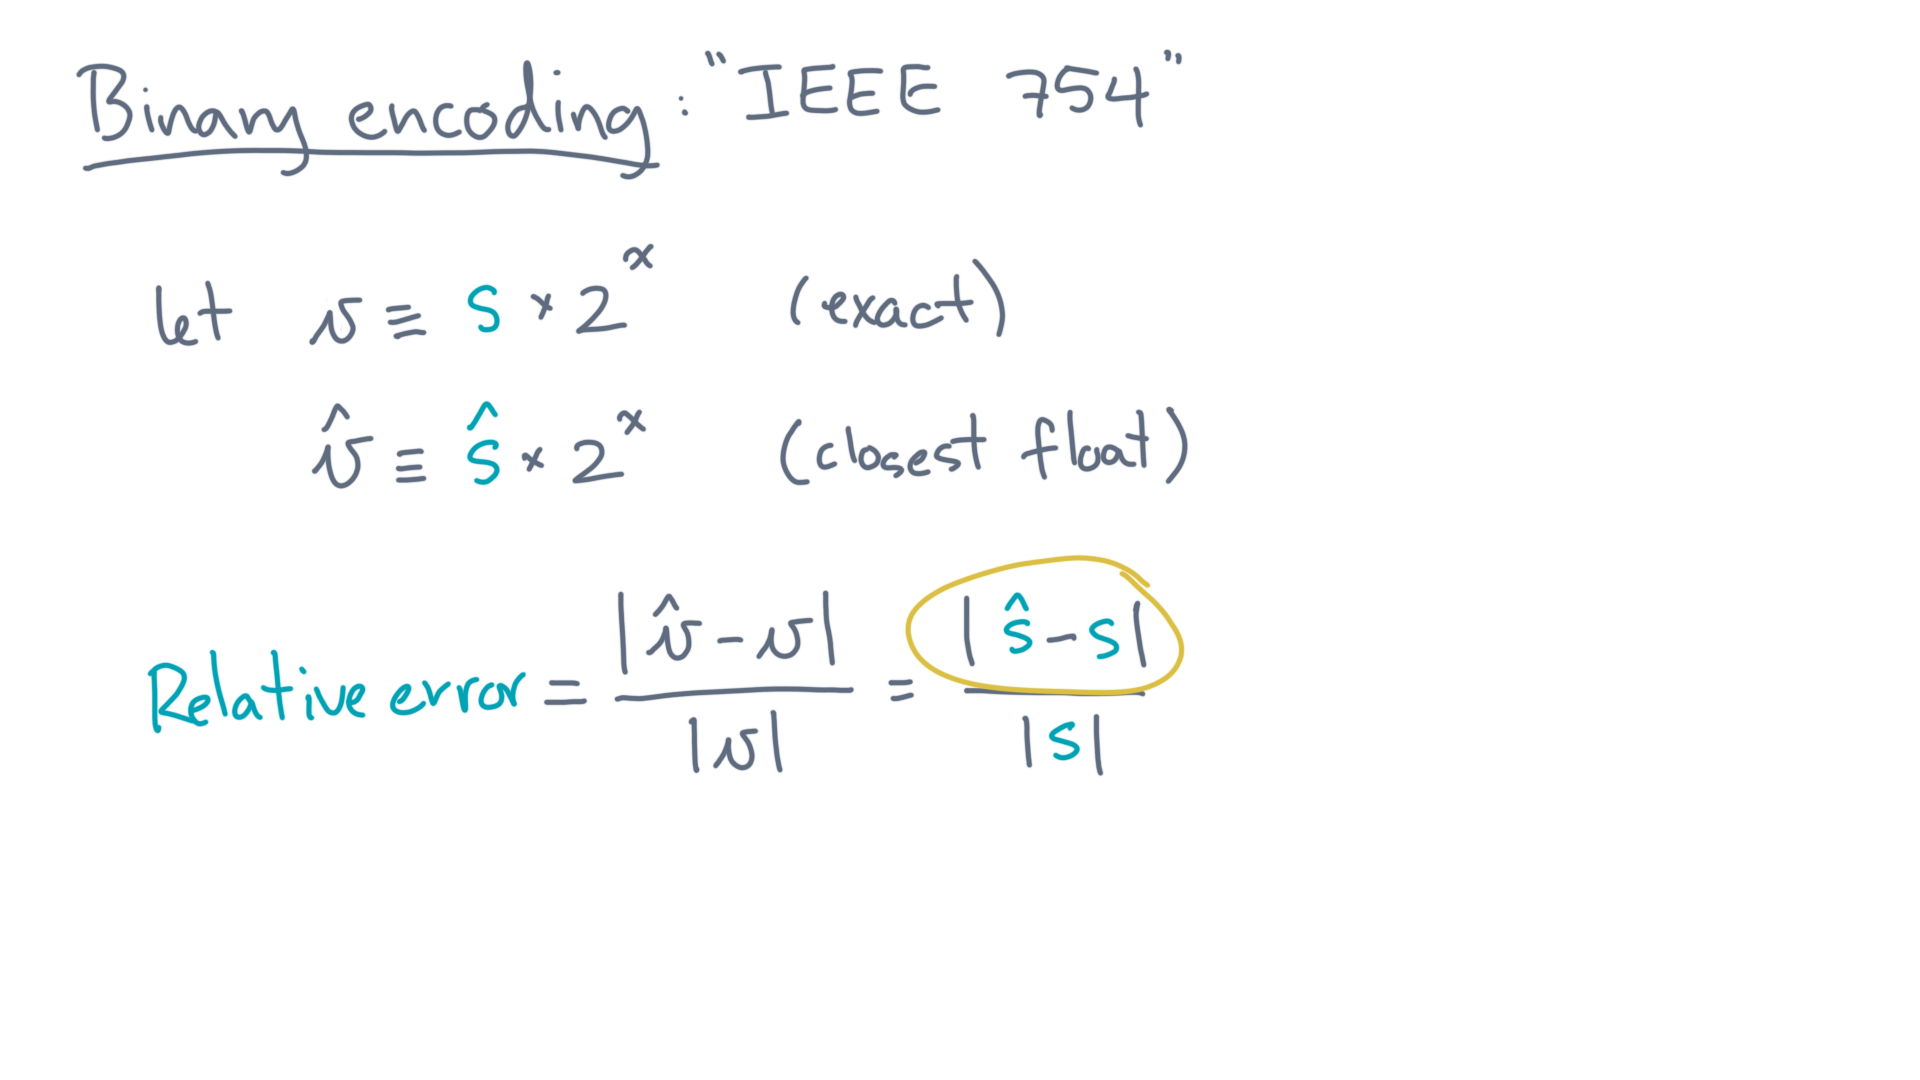 Binary encoding : "IEEE 754"
let v ≡ s × 2^x (exact)
v̂ ≡ ŝ × 2^x (closest float)
Relative error = |v̂ - v| / |v| = |ŝ - s| / |s|